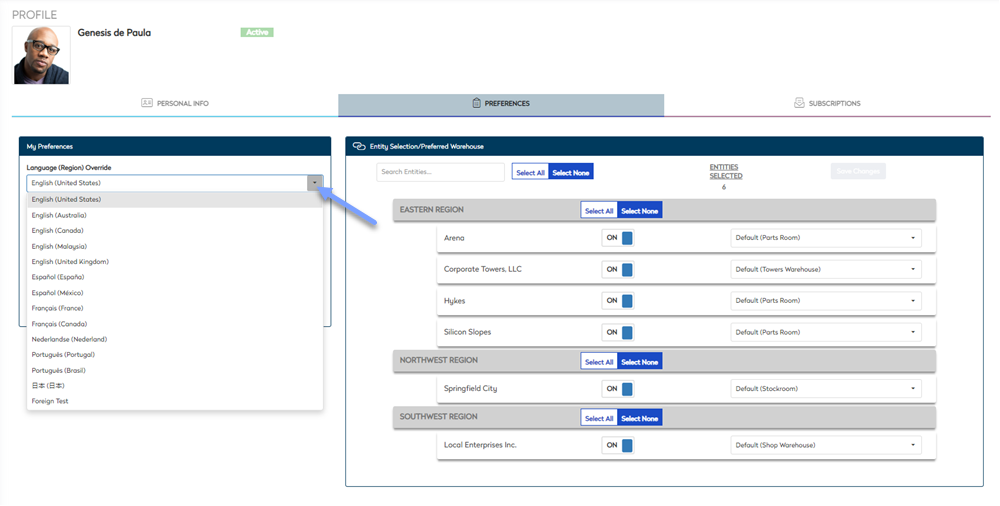 PROFILE
Genesis de Paula
Active
PERSONAL INFO
PREFERENCES
SUBSCRIPTIONS
My Preferences
Language (Region) Override
English (United States)
English (United States)
English (Australia)
English (Canada)
English (Malaysia)
English (United Kingdom)
Español (España)
Español (México)
Français (France)
Français (Canada)
Nederlandse (Nederland)
Português (Portugal)
Português (Brasil)
日本 (日本)
Foreign Test
Entity Selection/Preferred Warehouse
Search Entities...
Select All Select None
ENTITIES
SELECTED
6
Save Changes
EASTERN REGION Select All Select None
Arena ON Default (Parts Room)
Corporate Towers, LLC ON Default (Towers Warehouse)
Hykes ON Default (Parts Room)
Silicon Slopes ON Default (Parts Room)
NORTHWEST REGION Select All Select None
Springfield City ON Default (Stockroom)
SOUTHWEST REGION Select All Select None
Local Enterprises Inc. ON Default (Shop Warehouse)